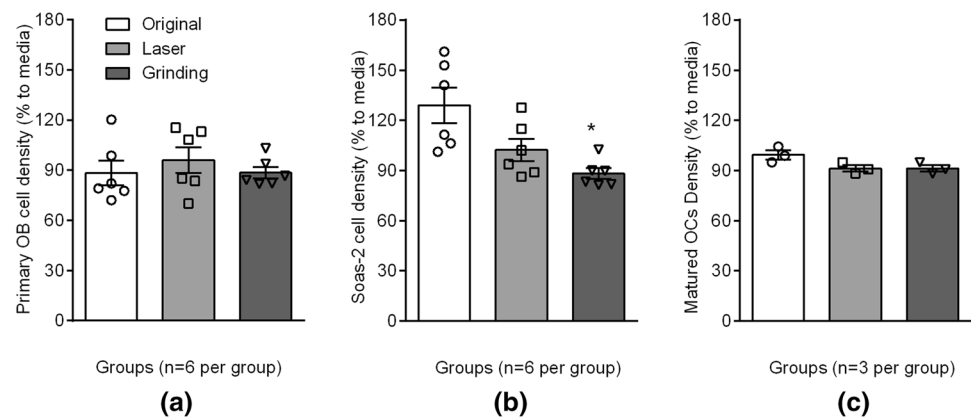 180
150
120
90
60
30
0
Primary OB cell density (% to media)
Original
Laser
Grinding
Groups (n=6 per group)
(a)
180
150
120
90
60
30
0
Soas-2 cell density (% to media)
*
Groups (n=6 per group)
(b)
180
150
120
90
60
30
0
Matured OCs Density (% to media)
Groups (n=3 per group)
(c)